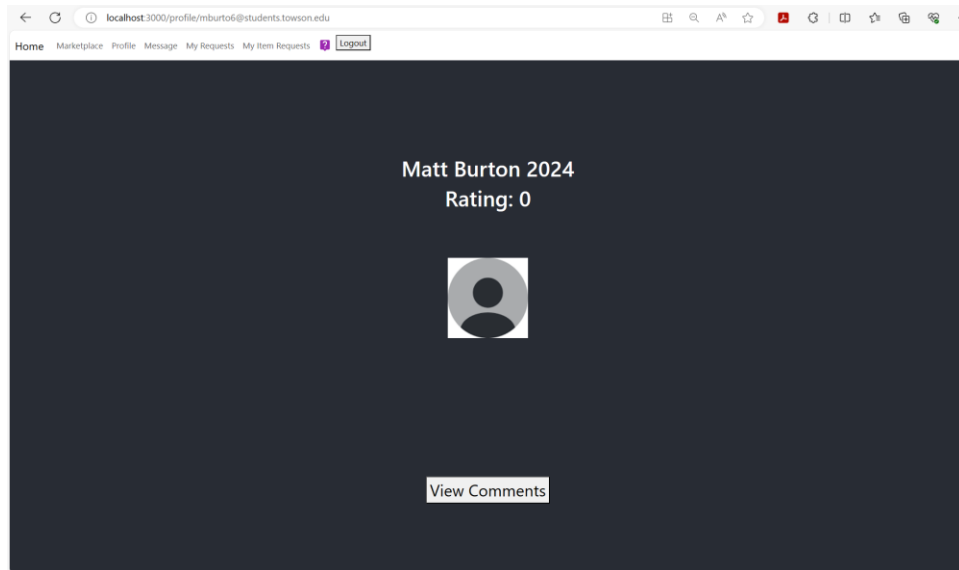 localhost:3000/profile/mburto6@students.towson.edu
Home Marketplace Profile Message My Requests My Item Requests ? Logout
Matt Burton 2024
Rating: 0
View Comments